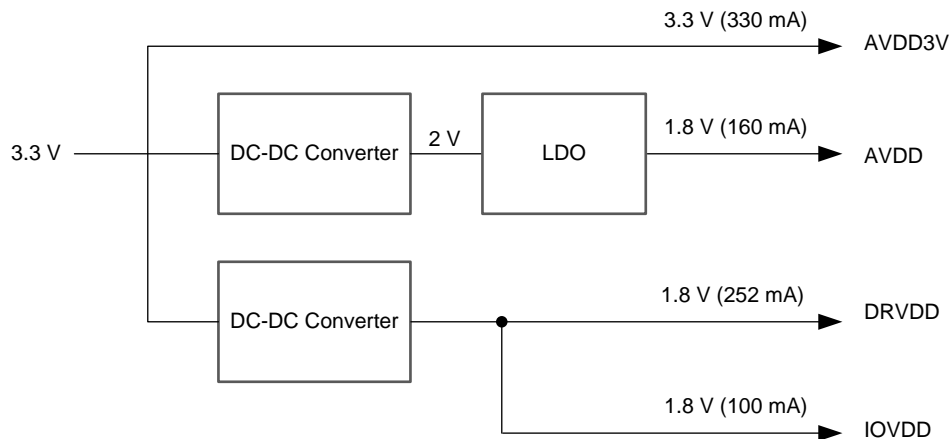 3.3 V (330 mA)
AVDD3V
3.3 V
DC-DC Converter
2 V
LDO
1.8 V (160 mA)
AVDD
DC-DC Converter
1.8 V (252 mA)
DRVDD
1.8 V (100 mA)
IOVDD